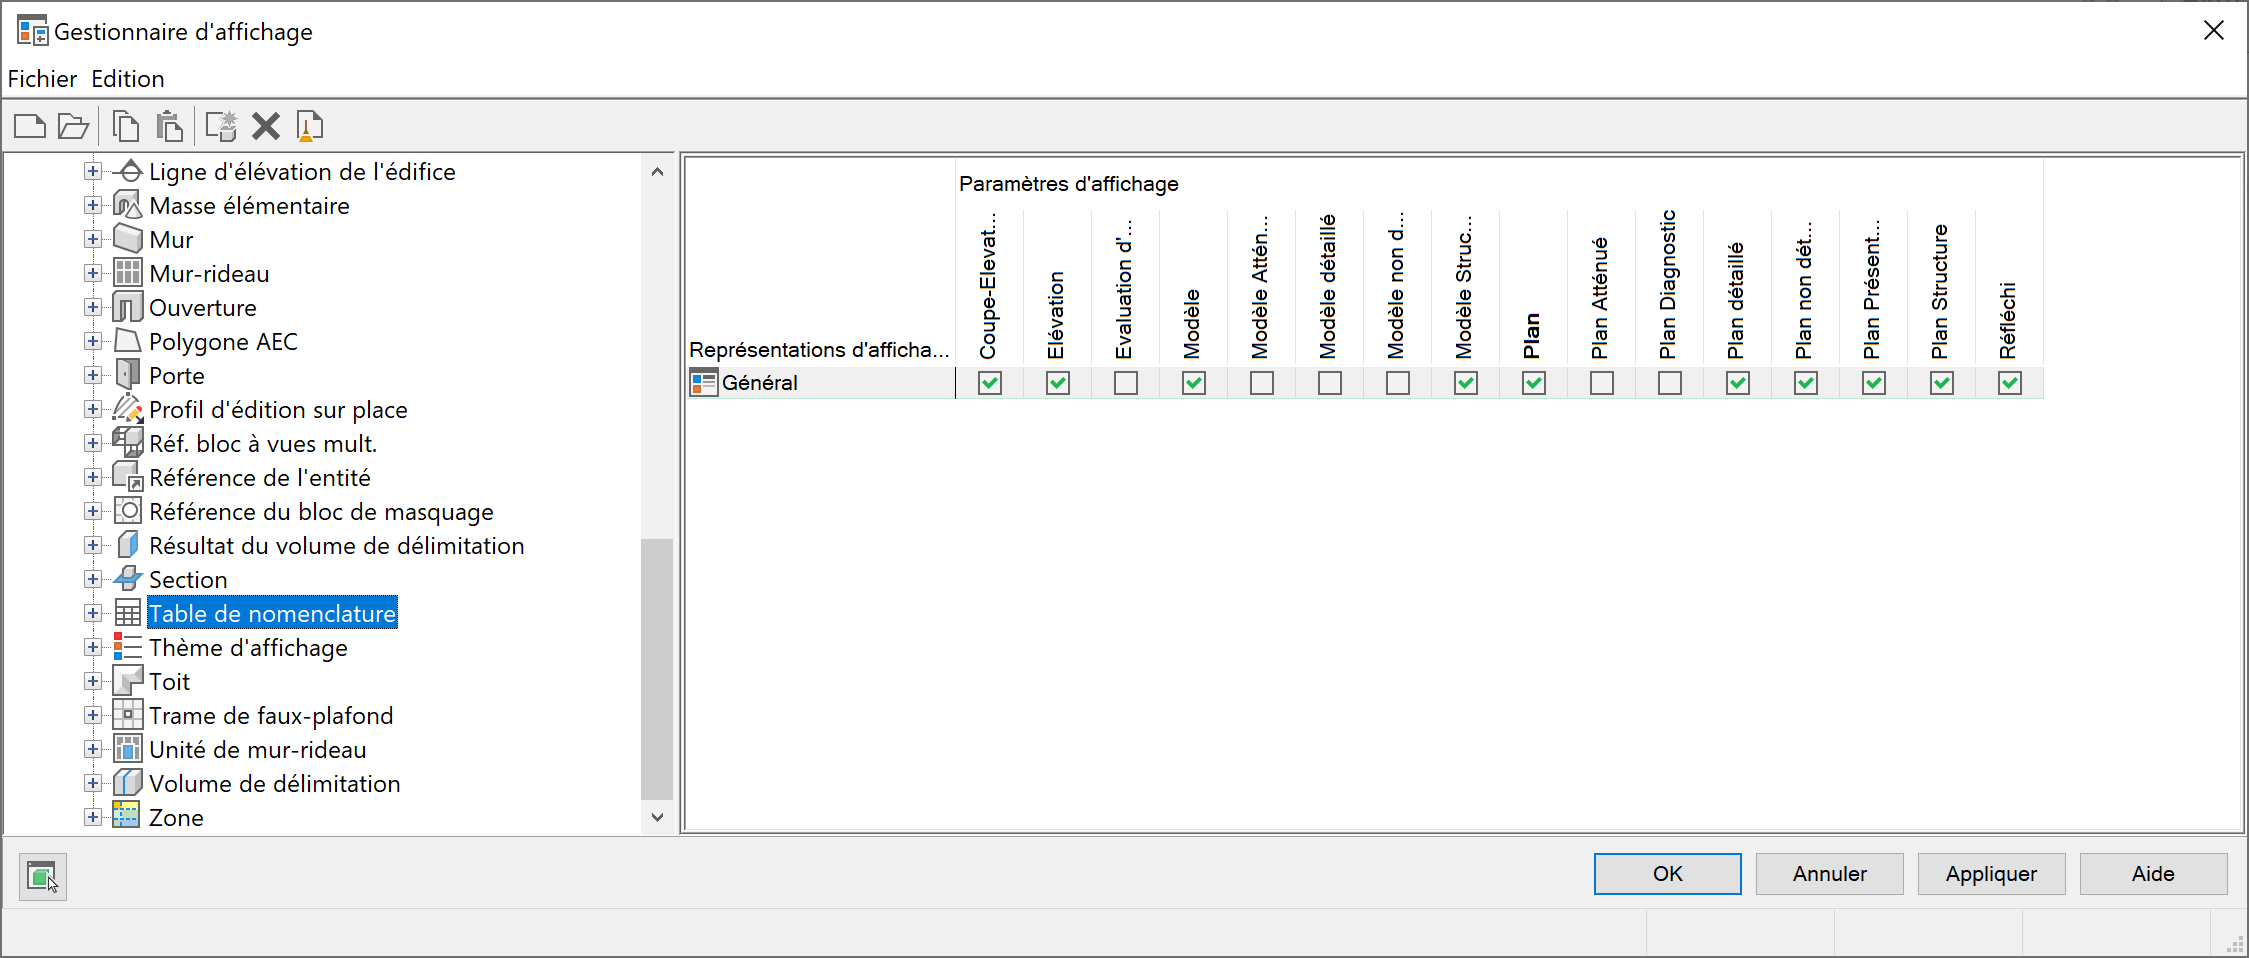 Gestionnaire d'affichage
Fichier Edition
Ligne d'élévation de l'édifice
Masse élémentaire
Mur
Mur-rideau
Ouverture
Polygone AEC
Porte
Profil d'édition sur place
Réf. bloc à vues mult.
Référence de l'entité
Référence du bloc de masquage
Résultat du volume de délimitation
Section
Table de nomenclature
Thème d'affichage
Toit
Trame de faux-plafond
Unité de mur-rideau
Volume de délimitation
Zone
Paramètres d'affichage
Représentations d'afficha...
Coupe-Elevat...
Elévation
Evaluation d'...
Modèle
Modèle Attén...
Modèle détaillé
Modèle non d...
Modèle Struc...
Plan
Plan Atténué
Plan Diagnostic
Plan détaillé
Plan non dét...
Plan Présent...
Plan Structure
Réfléchi
Général
OK
Annuler
Appliquer
Aide